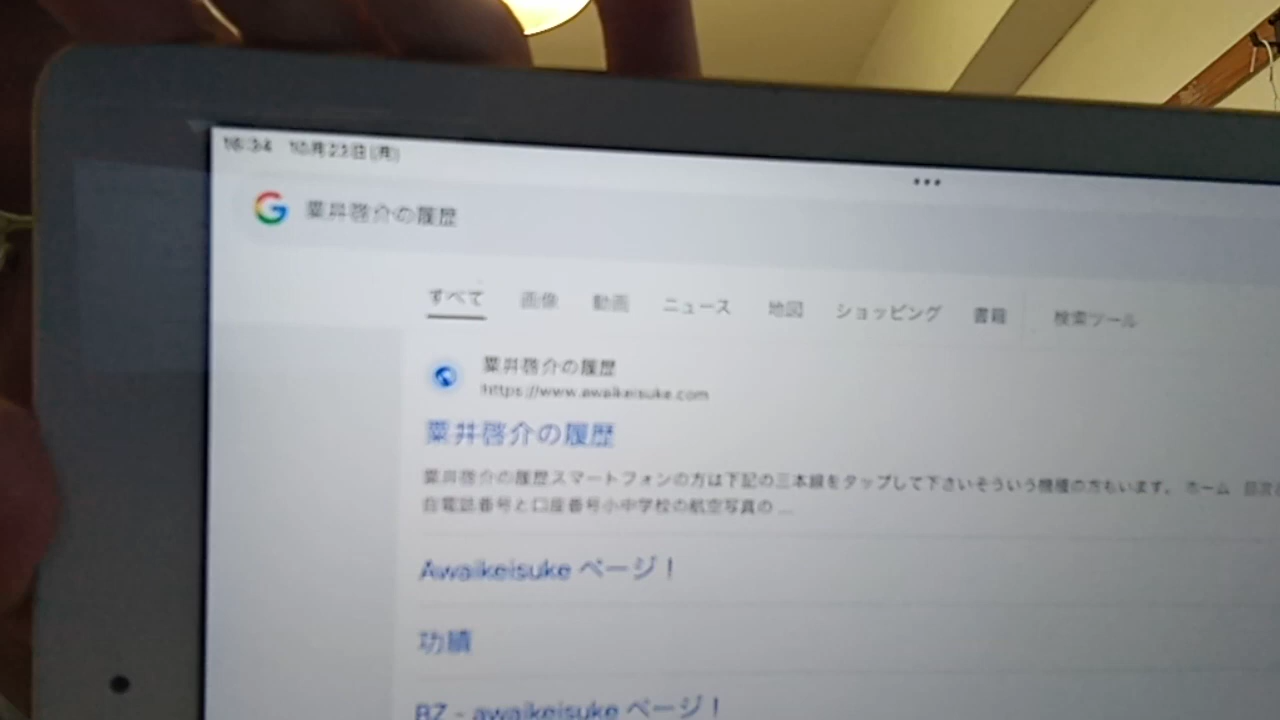 16:34 10月23日(月)
粟井啓介の履歴
すべて 画像 動画 ニュース 地図 ショッピング 書籍 検索ツール
粟井啓介の履歴
https://www.awaikeisuke.com
粟井啓介の履歴
粟井啓介の履歴スマートフォンの方は下記の三本線をタップして下さいそういう機種の方もいます。 ホーム
自電話番号と口座番号小中学校の航空写真の ...
Awaikeisuke ページ！
功績
BZ - awaikeisuke ページ！